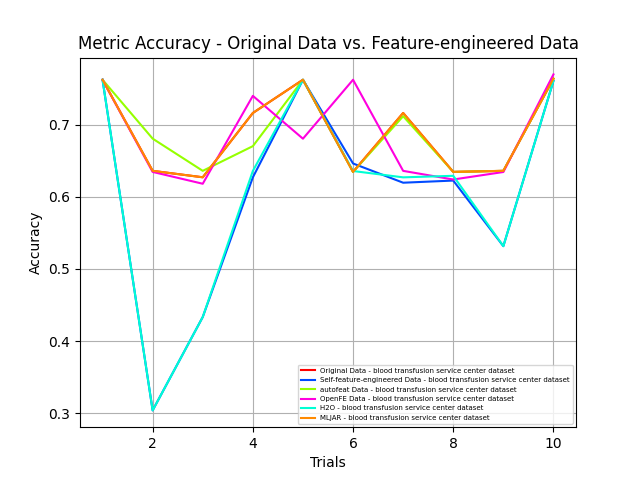 Metric Accuracy - Original Data vs. Feature-engineered Data
0.7
0.6
0.5
0.4
0.3
Accuracy
2
4
6
8
10
Trials
Original Data - blood transfusion service center dataset
Self-feature-engineered Data - blood transfusion service center dataset
autofeat Data - blood transfusion service center dataset
OpenFE Data - blood transfusion service center dataset
H2O - blood transfusion service center dataset
MLJAR - blood transfusion service center dataset